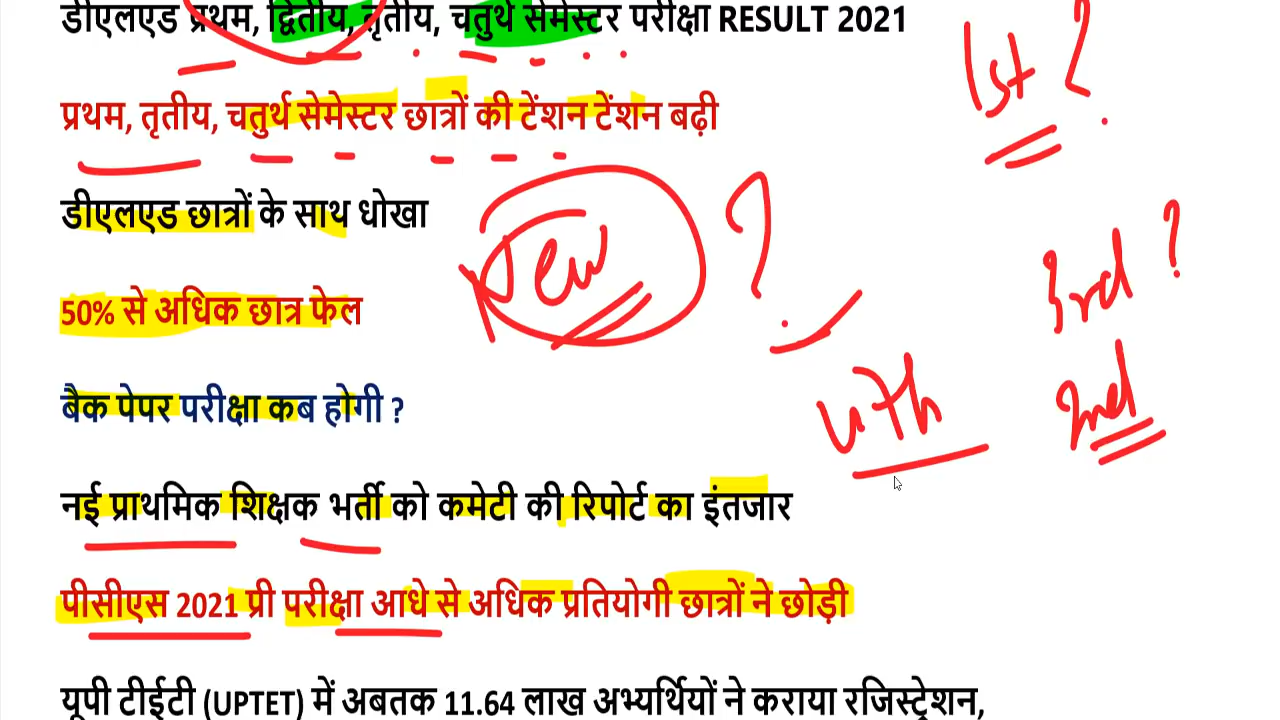 डीएलएड प्रथम, द्वितीय, तृतीय, चतुर्थ सेमेस्टर परीक्षा RESULT 2021
1st ?
प्रथम, तृतीय, चतुर्थ सेमेस्टर छात्रों की टेंशन टेंशन बढ़ी
डीएलएड छात्रों के साथ धोखा
New ?
3rd ?
50% से अधिक छात्र फेल
बैक पेपर परीक्षा कब होगी ?
4th
2nd
नई प्राथमिक शिक्षक भर्ती को कमेटी की रिपोर्ट का इंतजार
पीसीएस 2021 प्री परीक्षा आधे से अधिक प्रतियोगी छात्रों ने छोड़ी
यूपी टीईटी (UPTET) में अबतक 11.64 लाख अभ्यर्थियों ने कराया रजिस्ट्रेशन,